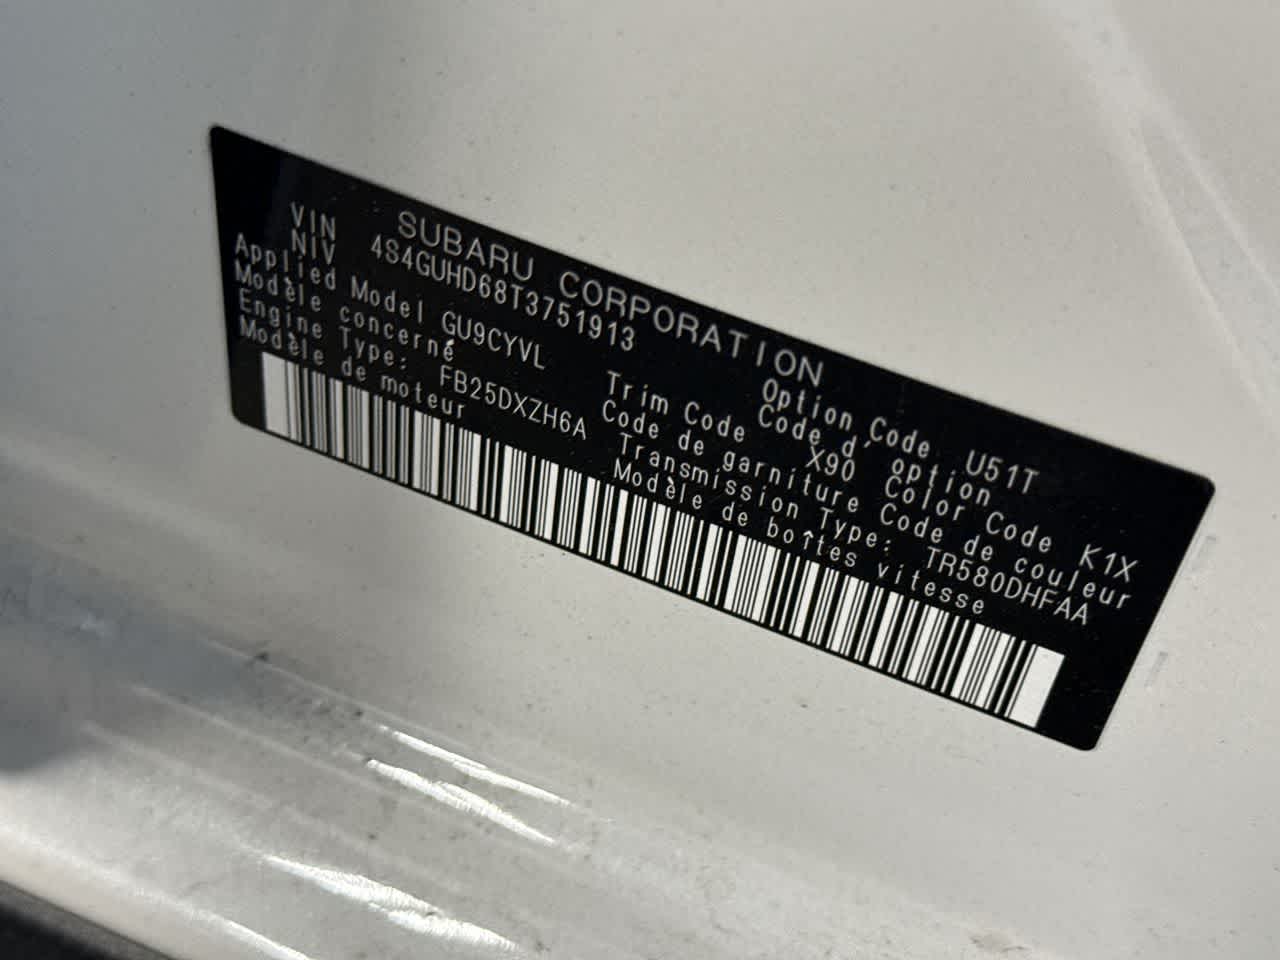 SUBARU CORPORATION
VIN
NIV 4S4GUHD68T3751913
Option Code U51T
Code d'option
Applied Model GU9CYVL
Modèle concerné
Trim Code X90 Color Code K1X
Code de garniture Code de couleur
Engine Type: FB25DXZH6A Transmission Type: TR580DHFAA
Modèle de moteur Modèle de boîtes vitesse